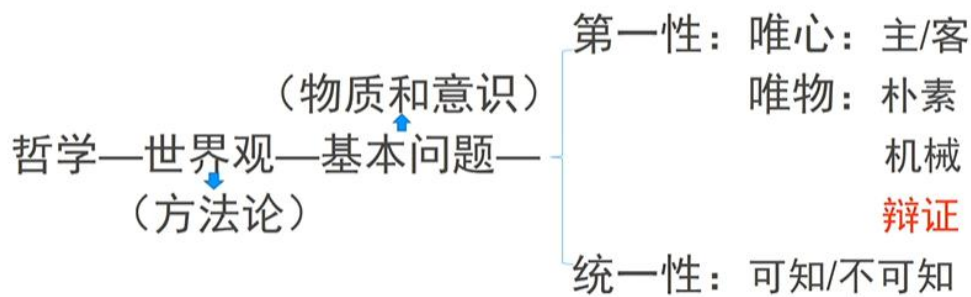 第一性：唯心：主/客
（物质和意识）
唯物：朴素
哲学—世界观—基本问题—
机械
（方法论）
辩证
统一性：可知/不可知